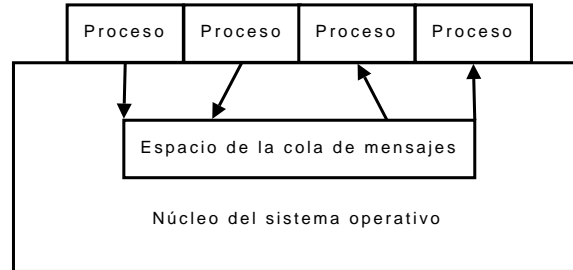 Proceso Proceso Proceso Proceso
Espacio de la cola de mensajes
Núcleo del sistema operativo